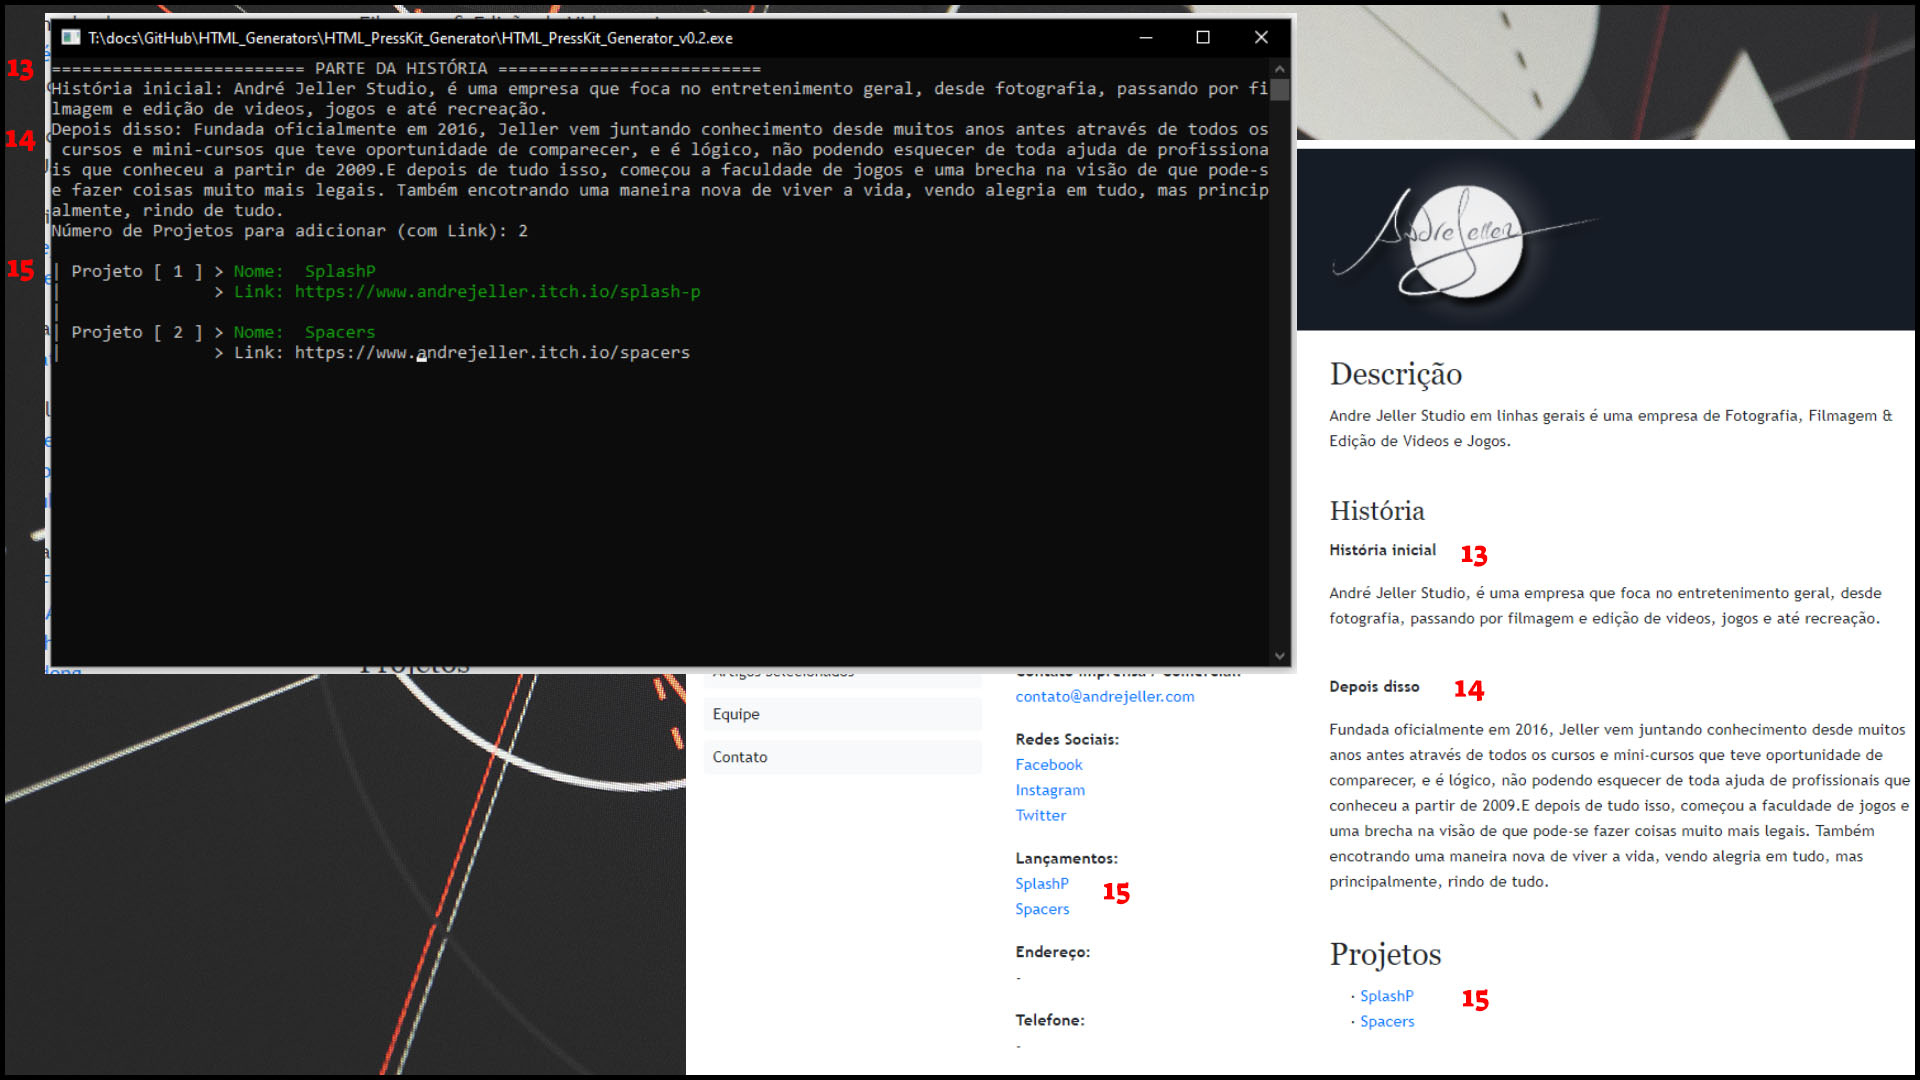 T:\docs\GitHub\HTML_Generators\HTML_PressKit_Generator\HTML_PressKit_Generator_v0.2.exe
13
========================= PARTE DA HISTÓRIA ==========================
História inicial: André Jeller Studio, é uma empresa que foca no entretenimento geral, desde fotografia, passando por fi
lmagem e edição de videos, jogos e até recreação.
14
Depois disso: Fundada oficialmente em 2016, Jeller vem juntando conhecimento desde muitos anos antes através de todos os
cursos e mini-cursos que teve oportunidade de comparecer, e é lógico, não podendo esquecer de toda ajuda de profissiona
is que conheceu a partir de 2009.E depois de tudo isso, começou a faculdade de jogos e uma brecha na visão de que pode-s
e fazer coisas muito mais legais. Também encotrando uma maneira nova de viver a vida, vendo alegria em tudo, mas princip
almente, rindo de tudo.
Número de Projetos para adicionar (com Link): 2
15
| Projeto [ 1 ] > Nome:  SplashP
| > Link: https://www.andrejeller.itch.io/splash-p
|
| Projeto [ 2 ] > Nome:  Spacers
| > Link: https://www.andrejeller.itch.io/spacers
Projetos
Artigos Selecionados
Equipe
Contato
Contato Imprensa / Comercial:
contato@andrejeller.com
Redes Sociais:
Facebook
Instagram
Twitter
Lançamentos:
SplashP
15
Spacers
Endereço:
-
Telefone:
-
Andre Jeller
Descrição
Andre Jeller Studio em linhas gerais é uma empresa de Fotografia, Filmagem &
Edição de Videos e Jogos.
História
História inicial
13
André Jeller Studio, é uma empresa que foca no entretenimento geral, desde
fotografia, passando por filmagem e edição de videos, jogos e até recreação.
Depois disso
14
Fundada oficialmente em 2016, Jeller vem juntando conhecimento desde muitos
anos antes através de todos os cursos e mini-cursos que teve oportunidade de
comparecer, e é lógico, não podendo esquecer de toda ajuda de profissionais que
conheceu a partir de 2009.E depois de tudo isso, começou a faculdade de jogos e
uma brecha na visão de que pode-se fazer coisas muito mais legais. Também
encotrando uma maneira nova de viver a vida, vendo alegria em tudo, mas
principalmente, rindo de tudo.
Projetos
· SplashP
15
· Spacers